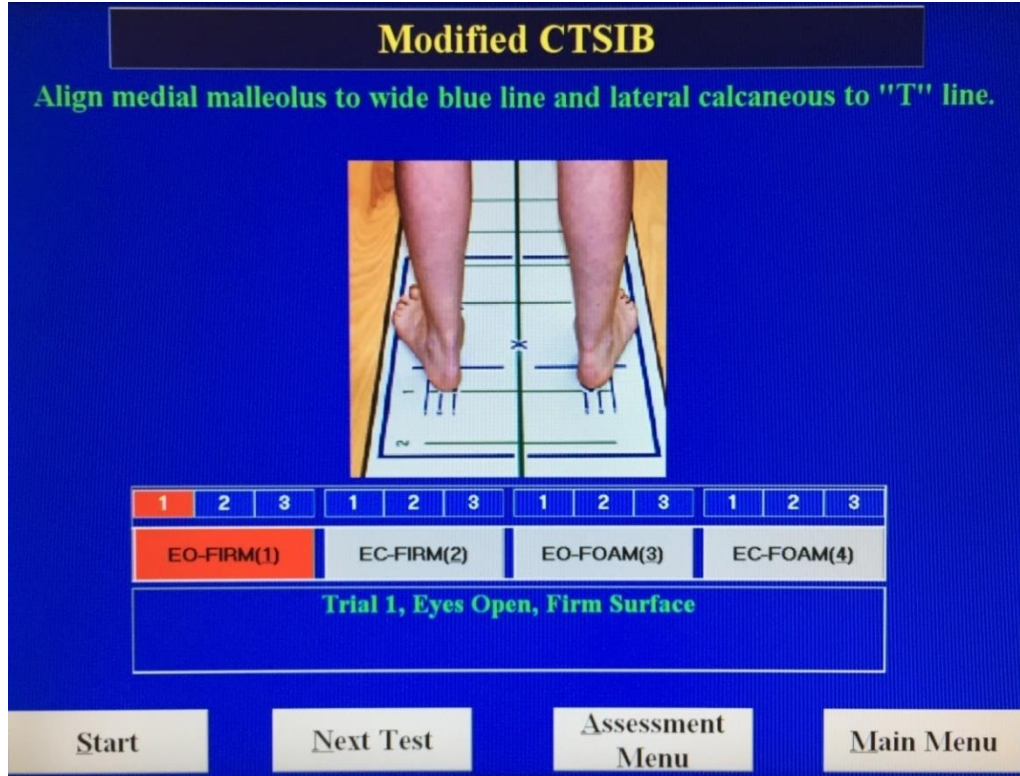 Modified CTSIB
Align medial malleolus to wide blue line and lateral calcaneous to "T" line.
1
2
1 2 3 1 2 3 1 2 3 1 2 3
EO-FIRM(1) EC-FIRM(2) EO-FOAM(3) EC-FOAM(4)
Trial 1, Eyes Open, Firm Surface
Start Next Test Assessment Menu Main Menu